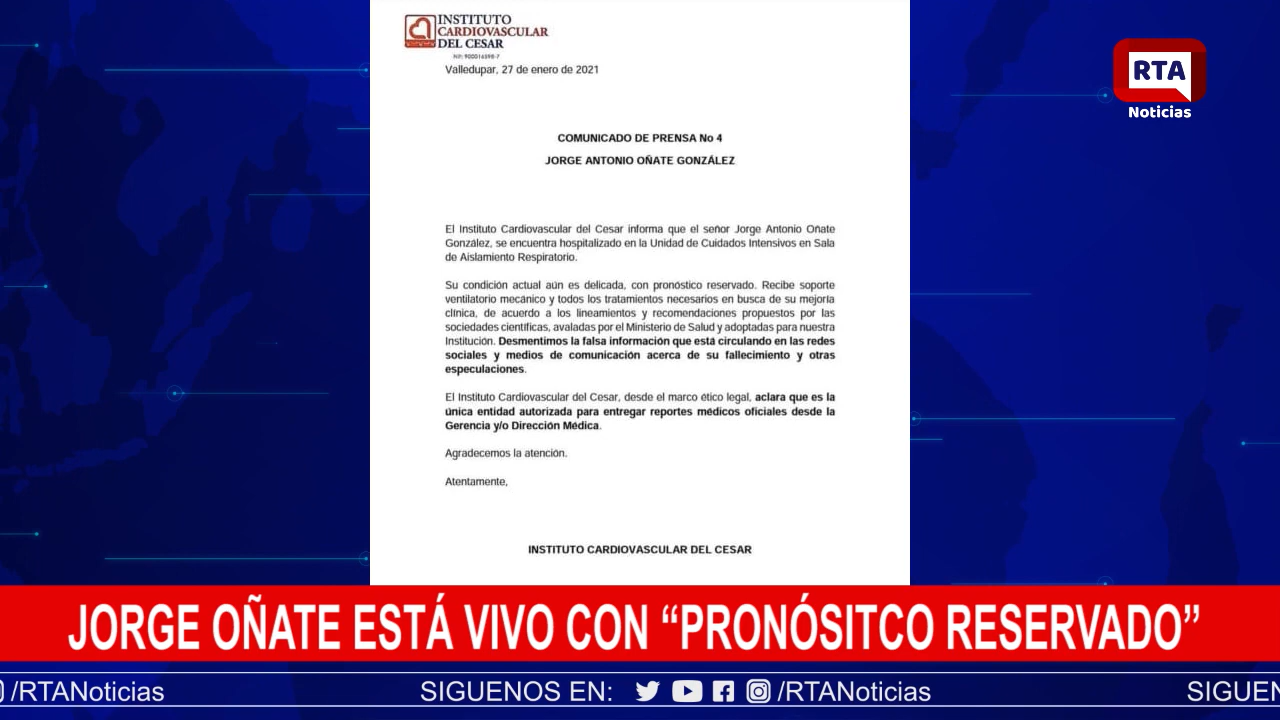 INSTITUTO
CARDIOVASCULAR
DEL CESAR
Valledupar, 27 de enero de 2021
RTA
Noticias
COMUNICADO DE PRENSA No 4
JORGE ANTONIO OÑATE GONZÁLEZ
El Instituto Cardiovascular del Cesar informa que el señor Jorge Antonio Oñate
González, se encuentra hospitalizado en la Unidad de Cuidados Intensivos en Sala
de Aislamiento Respiratorio.
Su condición actual aún es delicada, con pronóstico reservado. Recibe soporte
ventilatorio mecánico y todos los tratamientos necesarios en busca de su mejoría
clínica, de acuerdo a los lineamientos y recomendaciones propuestos por las
sociedades científicas, avaladas por el Ministerio de Salud y adoptadas para nuestra
Institución. Desmentimos la falsa información que está circulando en las redes
sociales y medios de comunicación acerca de su fallecimiento y otras
especulaciones.
El Instituto Cardiovascular del Cesar, desde el marco ético legal, aclara que es la
única entidad autorizada para entregar reportes médicos oficiales desde la
Gerencia y/o Dirección Médica.
Agradecemos la atención.
Atentamente,
INSTITUTO CARDIOVASCULAR DEL CESAR
JORGE OÑATE ESTÁ VIVO CON “PRONÓSITCO RESERVADO”
/RTANoticias SIGUENOS EN: /RTANoticias SIGUEN